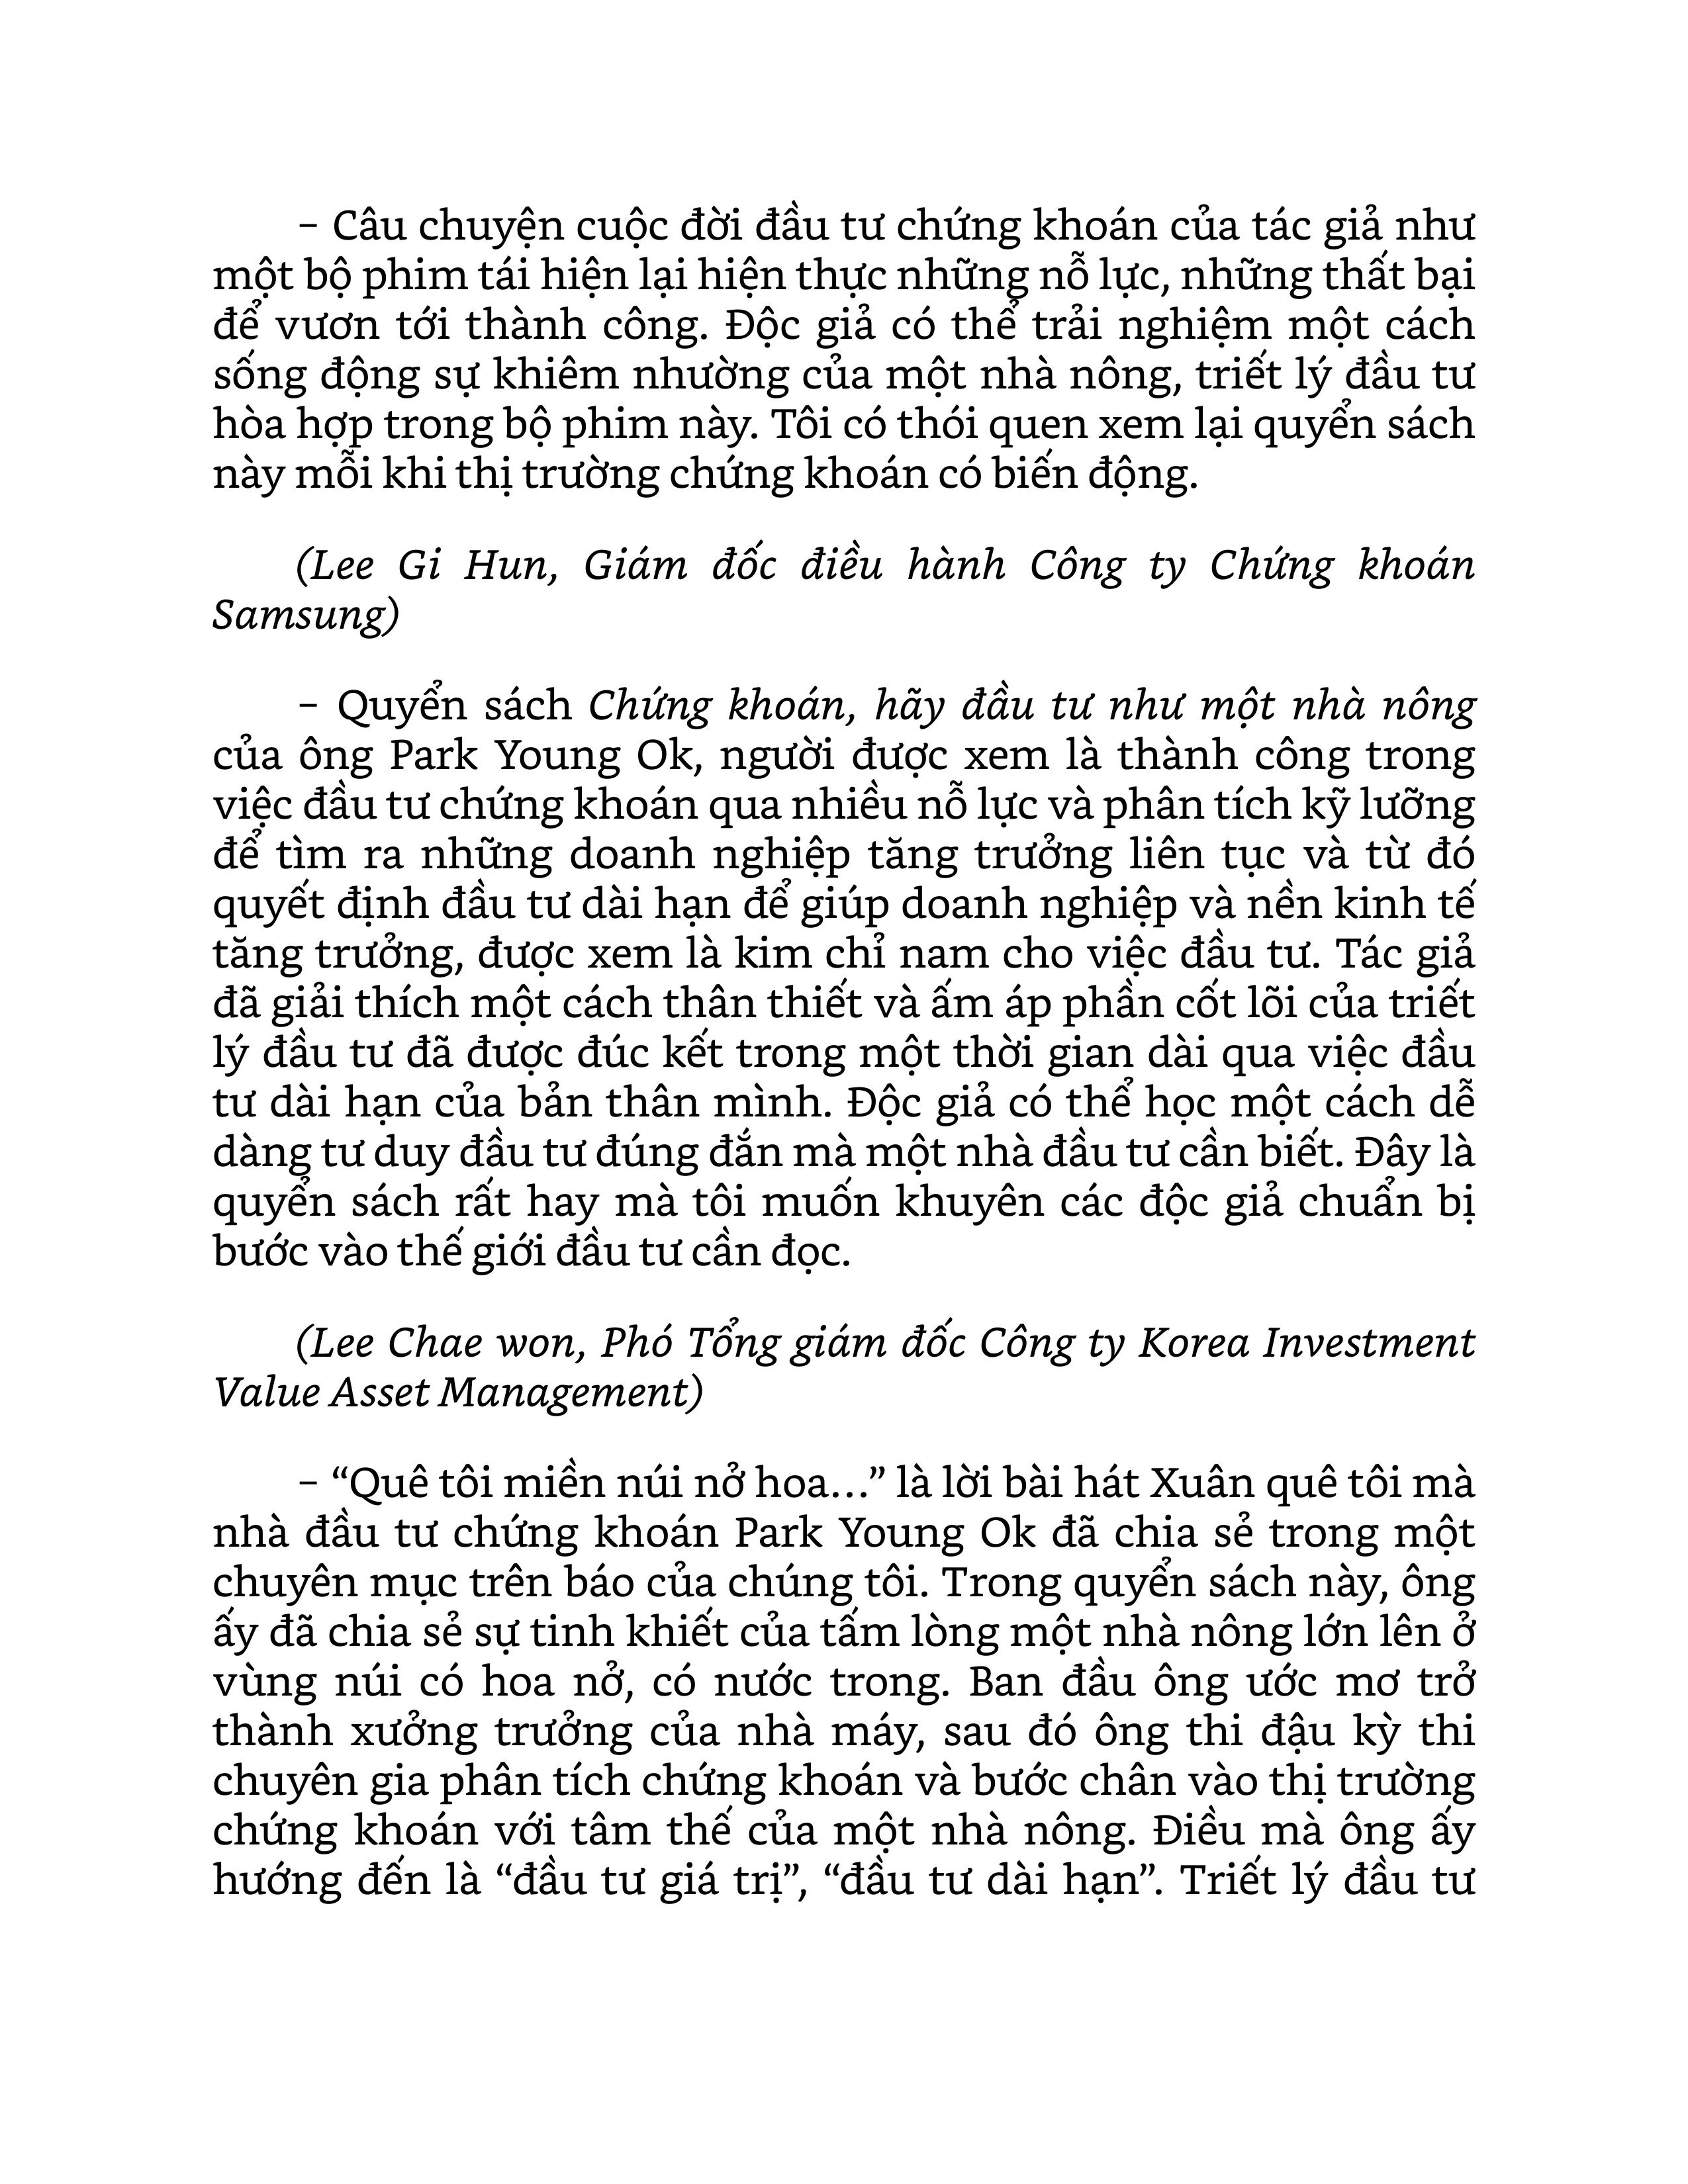 – Câu chuyện cuộc đời đầu tư chứng khoán của tác giả như
một bộ phim tái hiện lại hiện thực những nỗ lực, những thất bại
để vươn tới thành công. Độc giả có thể trải nghiệm một cách
sống động sự khiêm nhường của một nhà nông, triết lý đầu tư
hòa hợp trong bộ phim này. Tôi có thói quen xem lại quyển sách
này mỗi khi thị trường chứng khoán có biến động.
(Lee Gi Hun, Giám đốc điều hành Công ty Chứng khoán
Samsung)
– Quyển sách Chứng khoán, hãy đầu tư như một nhà nông
của ông Park Young Ok, người được xem là thành công trong
việc đầu tư chứng khoán qua nhiều nỗ lực và phân tích kỹ lưỡng
để tìm ra những doanh nghiệp tăng trưởng liên tục và từ đó
quyết định đầu tư dài hạn để giúp doanh nghiệp và nền kinh tế
tăng trưởng, được xem là kim chỉ nam cho việc đầu tư. Tác giả
đã giải thích một cách thân thiết và ấm áp phần cốt lõi của triết
lý đầu tư đã được đúc kết trong một thời gian dài qua việc đầu
tư dài hạn của bản thân mình. Độc giả có thể học một cách dễ
dàng tư duy đầu tư đúng đắn mà một nhà đầu tư cần biết. Đây là
quyển sách rất hay mà tôi muốn khuyên các độc giả chuẩn bị
bước vào thế giới đầu tư cần đọc.
(Lee Chae won, Phó Tổng giám đốc Công ty Korea Investment
Value Asset Management)
– “Quê tôi miền núi nở hoa…” là lời bài hát Xuân quê tôi mà
nhà đầu tư chứng khoán Park Young Ok đã chia sẻ trong một
chuyên mục trên báo của chúng tôi. Trong quyển sách này, ông
ấy đã chia sẻ sự tinh khiết của tấm lòng một nhà nông lớn lên ở
vùng núi có hoa nở, có nước trong. Ban đầu ông ước mơ trở
thành xưởng trưởng của nhà máy, sau đó ông thi đậu kỳ thi
chuyên gia phân tích chứng khoán và bước chân vào thị trường
chứng khoán với tâm thế của một nhà nông. Điều mà ông ấy
hướng đến là “đầu tư giá trị”, “đầu tư dài hạn”. Triết lý đầu tư